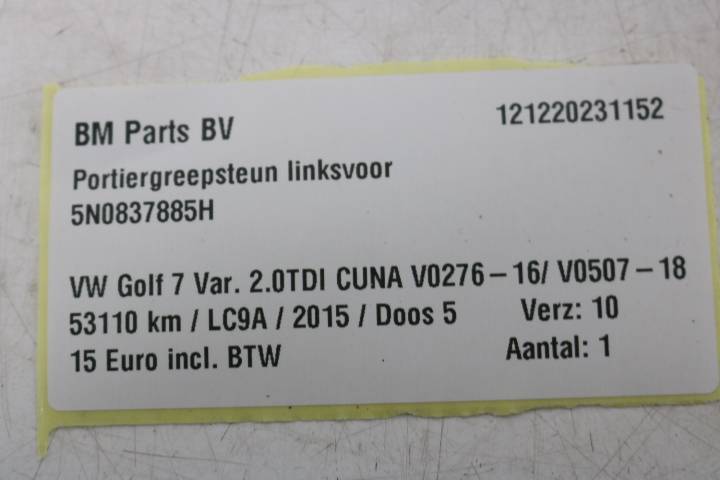 BM Parts BV 121220231152
Portiergreepsteun linksvoor
5N0837885H
VW Golf 7 Var. 2.0TDI CUNA V0276-16/ V0507-18
53110 km / LC9A / 2015 / Doos 5 Verz: 10
15 Euro incl. BTW Aantal: 1